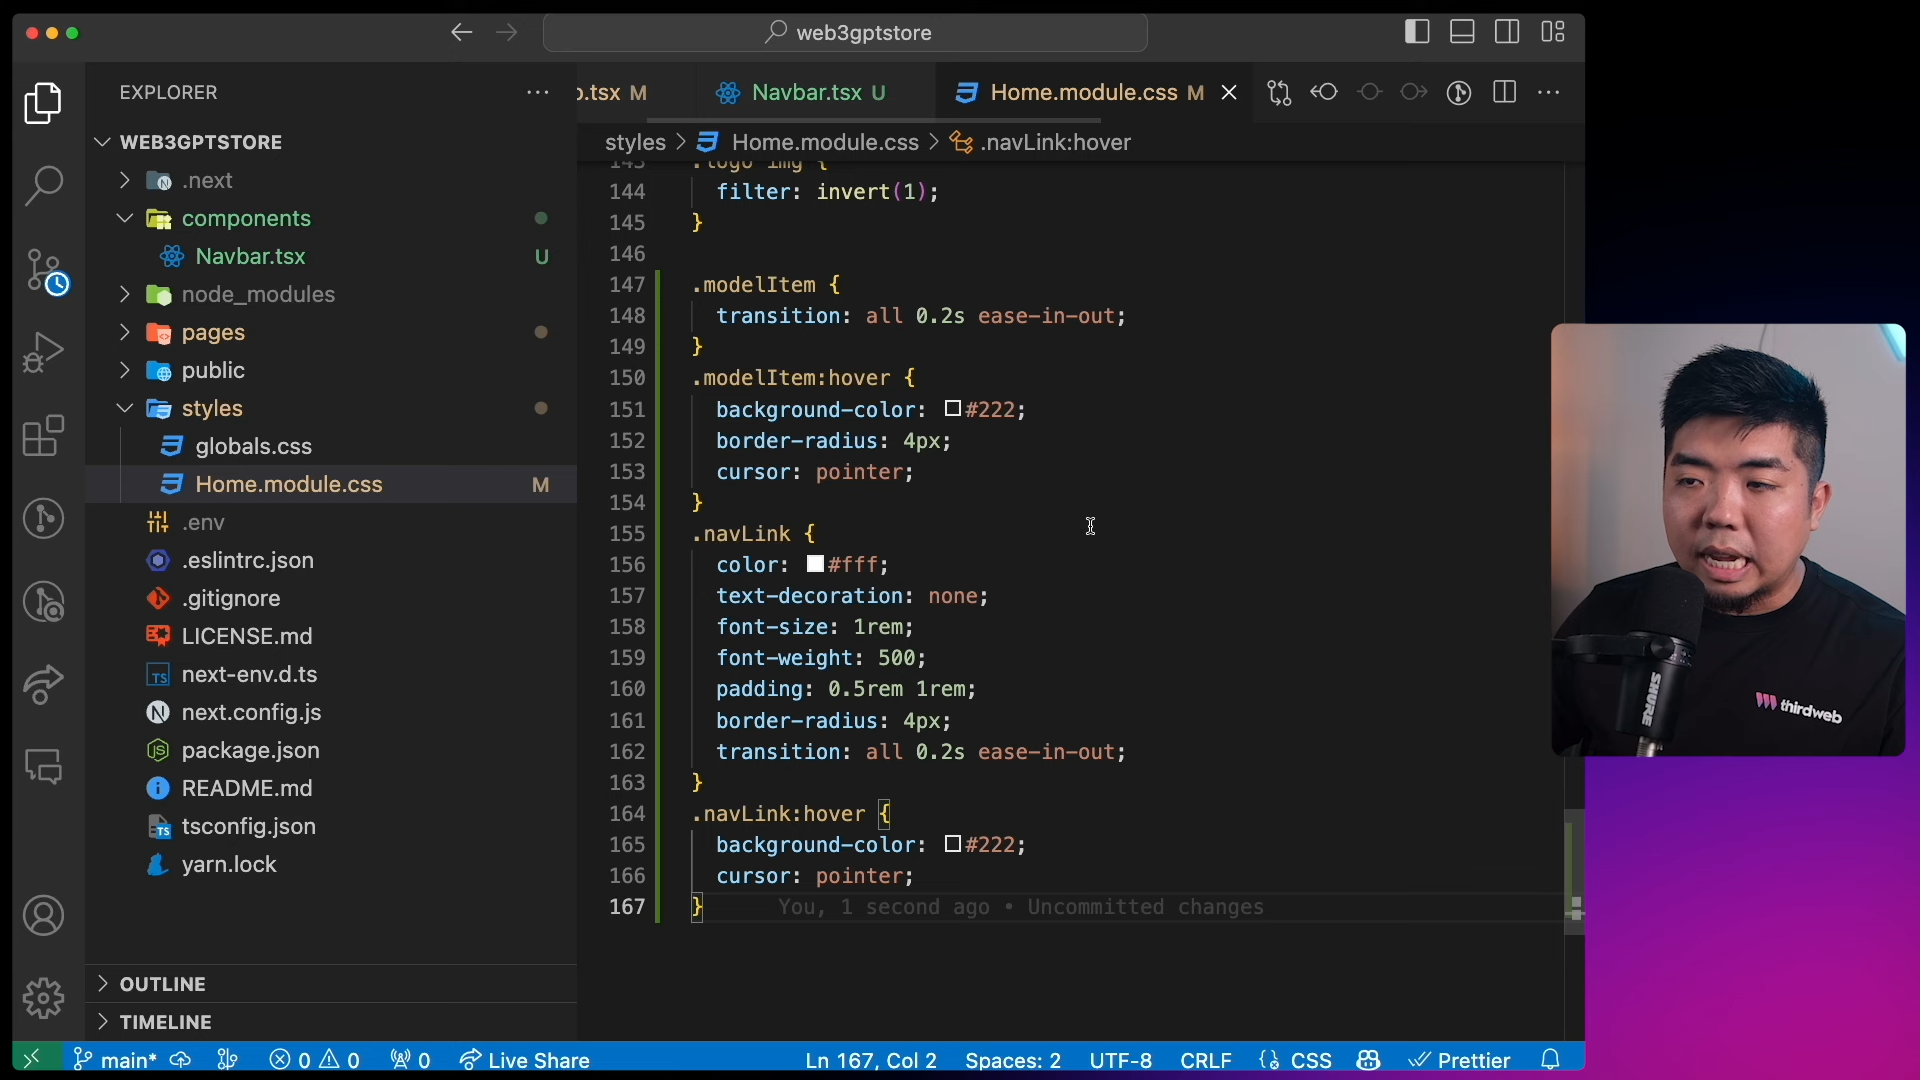 web3gptstore
EXPLORER
WEB3GPTSTORE
.next
components
Navbar.tsx U
node_modules
pages
public
styles
globals.css
Home.module.css M
.env
.eslintrc.json
.gitignore
LICENSE.md
next-env.d.ts
next.config.js
package.json
README.md
tsconfig.json
yarn.lock
OUTLINE
TIMELINE
.tsx M
Navbar.tsx U
Home.module.css M
styles > Home.module.css > .navLink:hover
143 .logo img {
144 filter: invert(1);
145 }
146
147 .modelItem {
148 transition: all 0.2s ease-in-out;
149 }
150 .modelItem:hover {
151 background-color: #222;
152 border-radius: 4px;
153 cursor: pointer;
154 }
155 .navLink {
156 color: #fff;
157 text-decoration: none;
158 font-size: 1rem;
159 font-weight: 500;
160 padding: 0.5rem 1rem;
161 border-radius: 4px;
162 transition: all 0.2s ease-in-out;
163 }
164 .navLink:hover {
165 background-color: #222;
166 cursor: pointer;
167 } You, 1 second ago • Uncommitted changes
SHURE
thirdweb
main* 0 0 0 Live Share Ln 167, Col 2 Spaces: 2 UTF-8 CRLF CSS Prettier